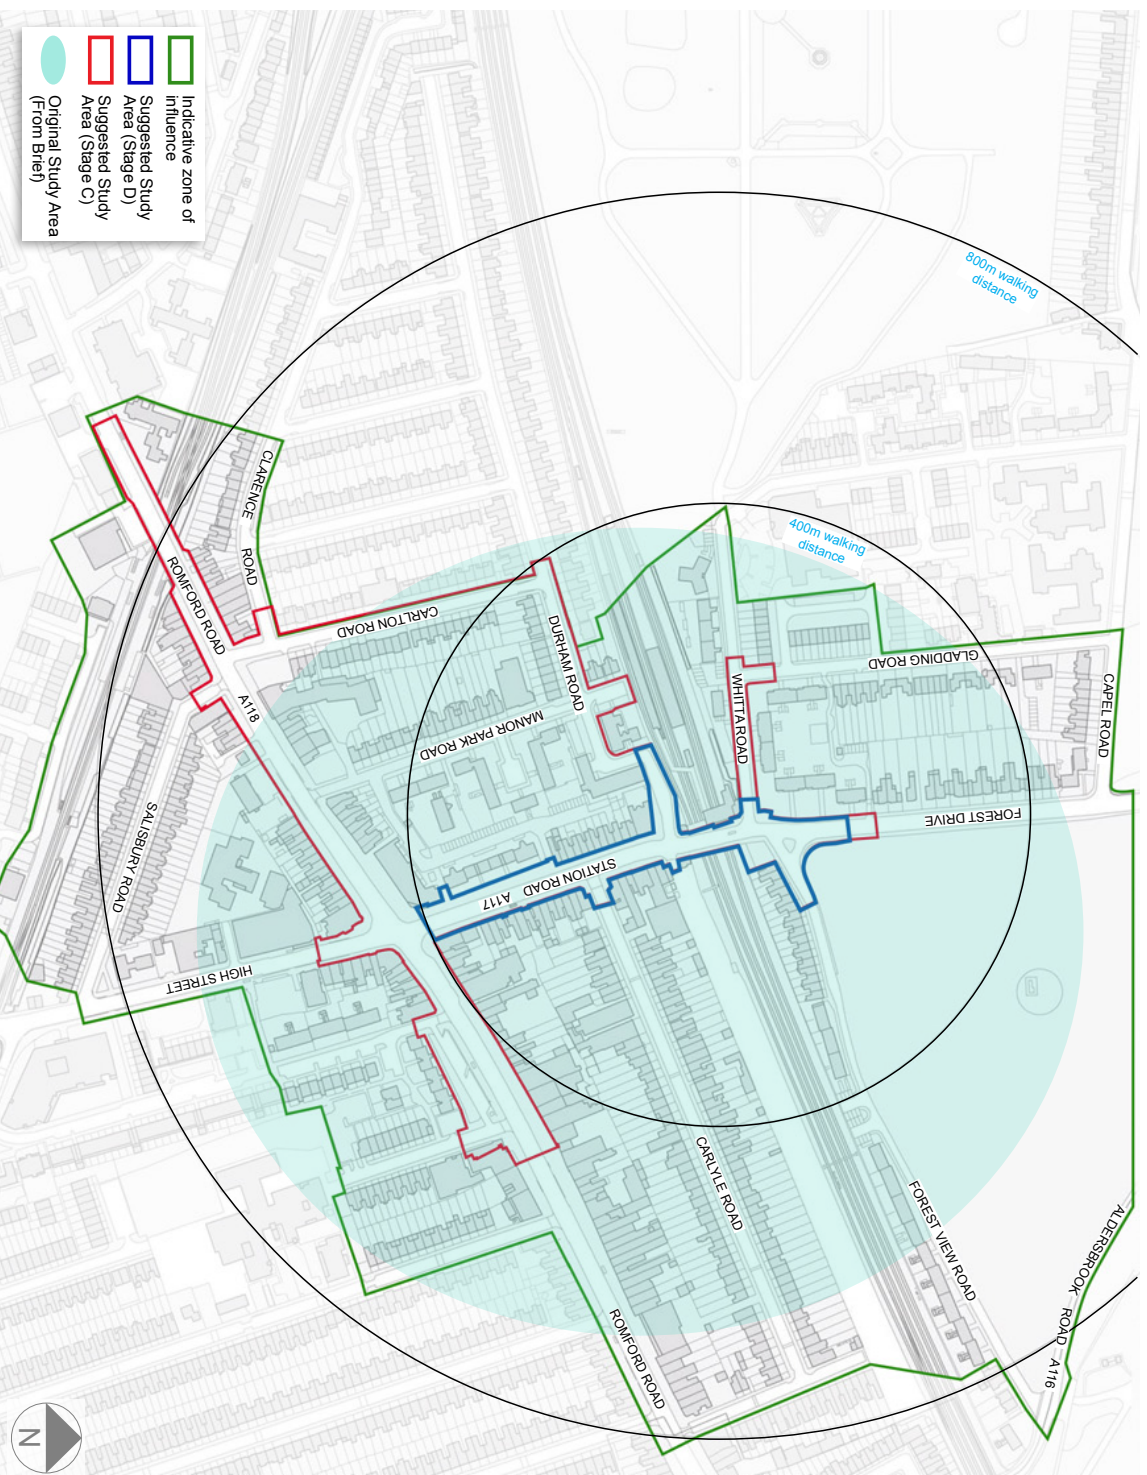 Indicative zone of
influence
Suggested Study
Area (Stage D)
Suggested Study
Area (Stage C)
Original Study Area
(From Brief)
800m walking
distance
400m walking
distance
CLARENCE ROAD
ROMFORD ROAD
A118
CARLTON ROAD
DURHAM ROAD
MANOR PARK ROAD
WHITTA ROAD
GLADDING ROAD
CAPEL ROAD
FOREST DRIVE
STATION ROAD
A117
SALISBURY ROAD
HIGH STREET
CARLYLE ROAD
FOREST VIEW ROAD
ALDERSBROOK ROAD A116
ROMFORD ROAD
N